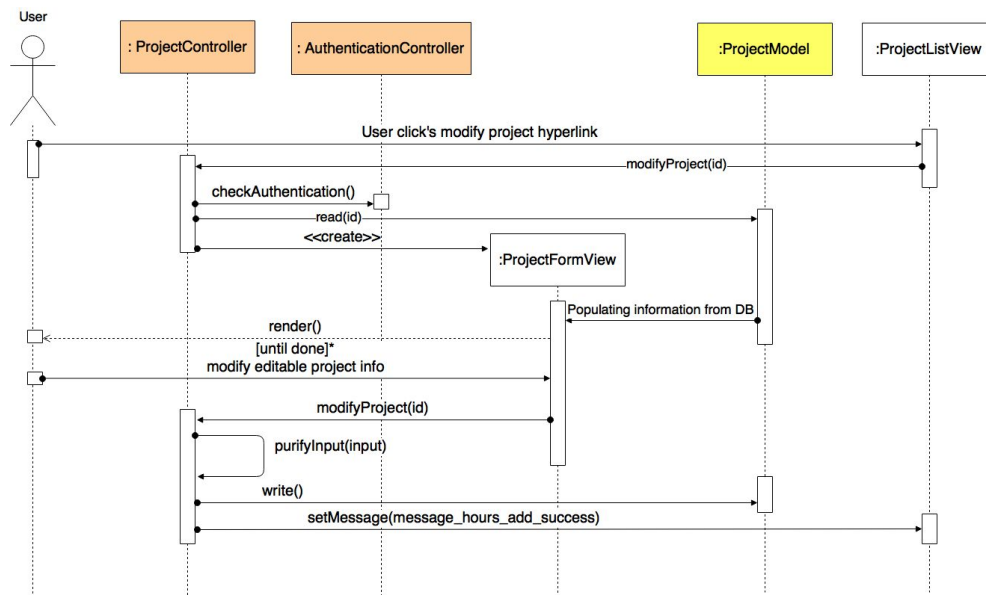 User
: ProjectController
: AuthenticationController
:ProjectModel
:ProjectListView
User click's modify project hyperlink
modifyProject(id)
checkAuthentication()
read(id)
<<create>>
:ProjectFormView
Populating information from DB
render()
[until done]*
modify editable project info
modifyProject(id)
purifyInput(input)
write()
setMessage(message_hours_add_success)